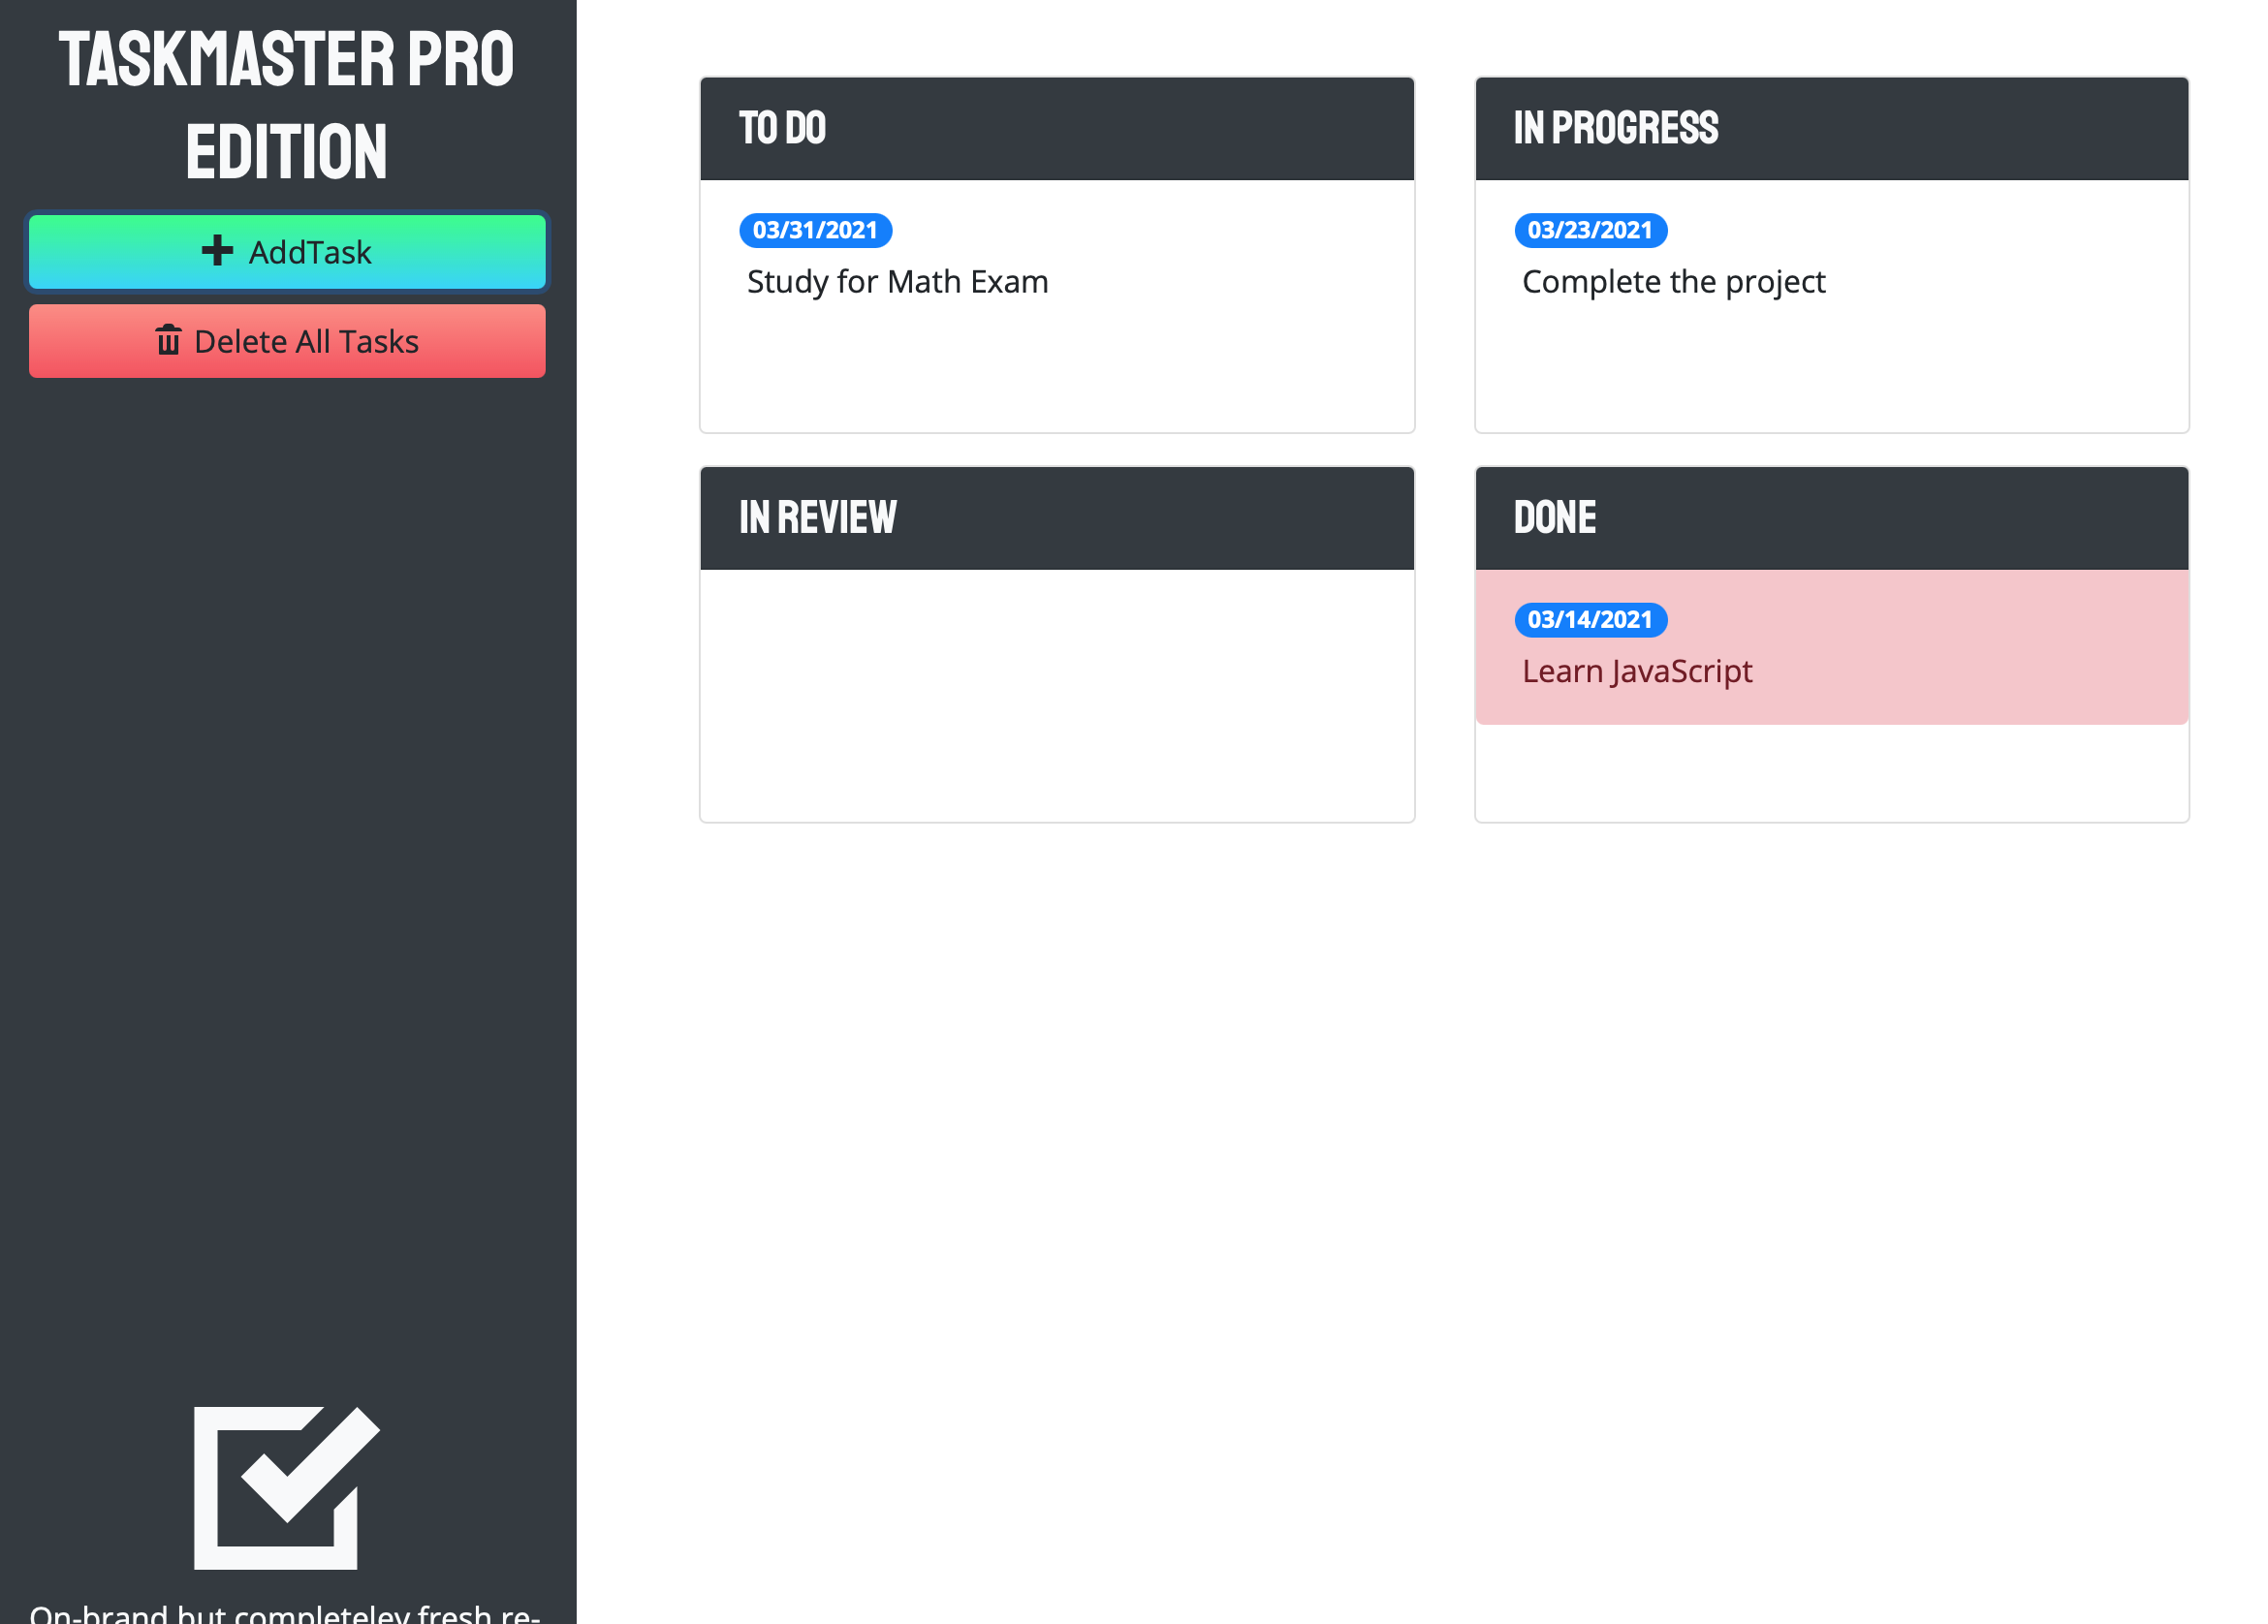 TASKMASTER PRO
EDITION
AddTask
Delete All Tasks
TO DO
03/31/2021
Study for Math Exam
IN PROGRESS
03/23/2021
Complete the project
IN REVIEW
DONE
03/14/2021
Learn JavaScript
On-brand but completeley fresh re-